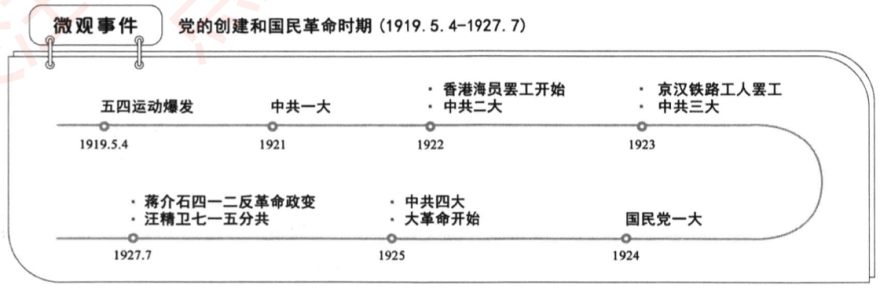 微观事件
党的创建和国民革命时期(1919.5.4-1927.7)
五四运动爆发
中共一大
· 香港海员罢工开始
· 中共二大
· 京汉铁路工人罢工
· 中共三大
1919.5.4
1921
1922
1923
· 蒋介石四一二反革命政变
· 汪精卫七一五分共
· 中共四大
· 大革命开始
国民党一大
1927.7
1925
1924